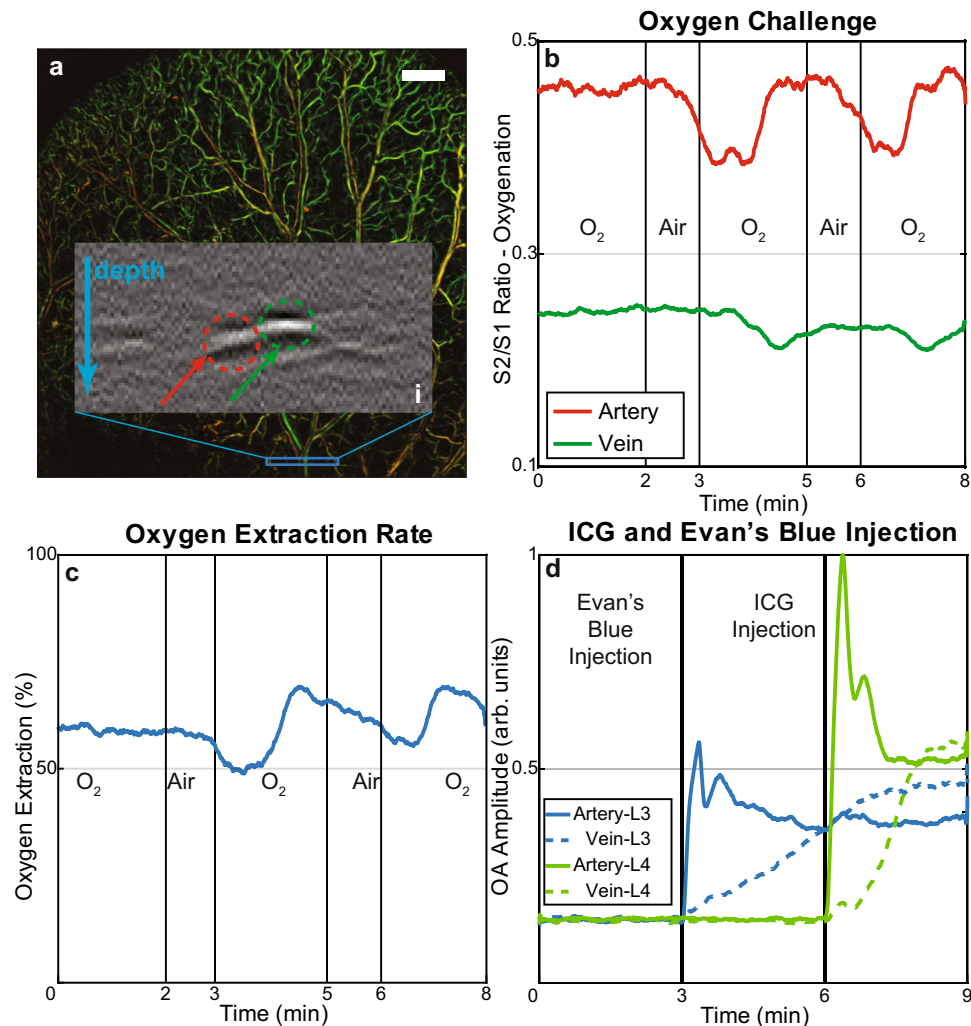 a
depth
i
Oxygen Challenge
b
S2/S1 Ratio - Oxygenation
0.5
0.3
0.1
O₂
Air
O₂
Air
O₂
Artery
Vein
0
2
3
5
6
8
Time (min)
Oxygen Extraction Rate
c
Oxygen Extraction (%)
100
50
0
O₂
Air
O₂
Air
O₂
2
3
5
6
8
Time (min)
ICG and Evan's Blue Injection
d
OA Amplitude (arb. units)
1
0.5
Evan's
Blue
Injection
ICG
Injection
Artery-L3
Vein-L3
Artery-L4
Vein-L4
0
3
6
9
Time (min)